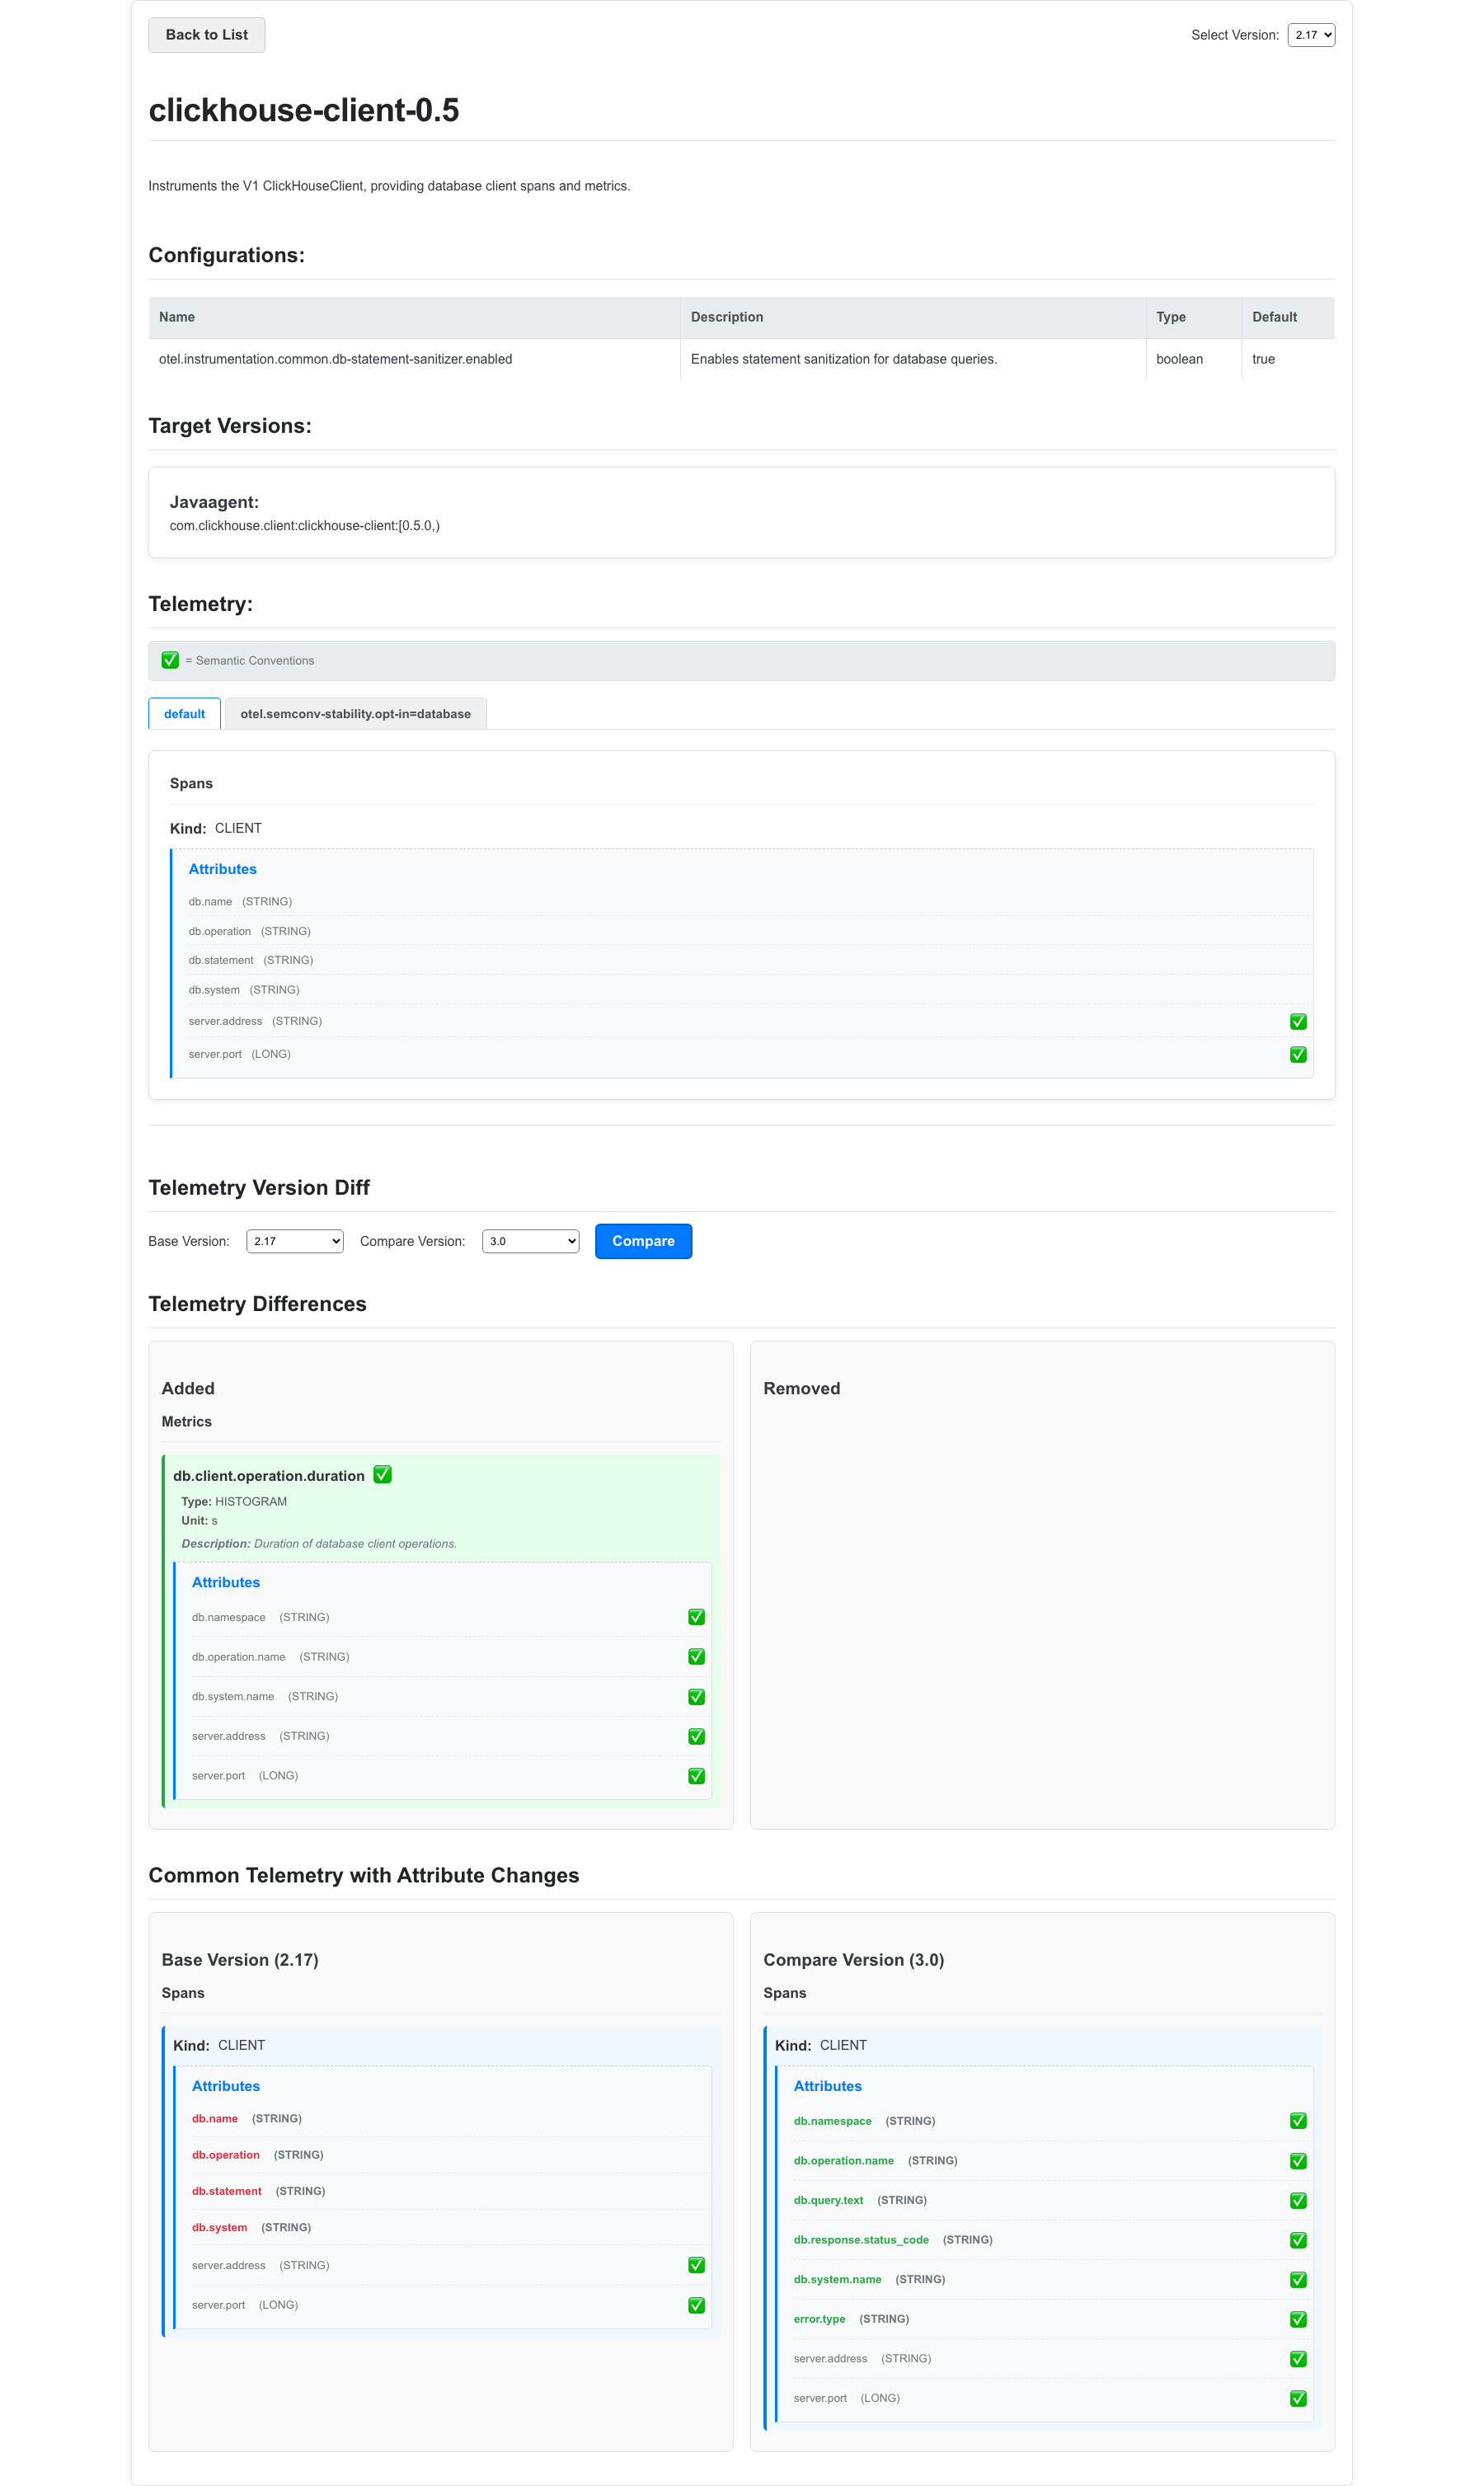 Back to List
Select Version: 2.17
clickhouse-client-0.5
Instruments the V1 ClickHouseClient, providing database client spans and metrics.
Configurations:
Name Description Type Default
otel.instrumentation.common.db-statement-sanitizer.enabled Enables statement sanitization for database queries. boolean true
Target Versions:
Javaagent:
com.clickhouse.client:clickhouse-client:[0.5.0,)
Telemetry:
✅ = Semantic Conventions
default otel.semconv-stability.opt-in=database
Spans
Kind: CLIENT
Attributes
db.name (STRING)
db.operation (STRING)
db.statement (STRING)
db.system (STRING)
server.address (STRING) ✅
server.port (LONG) ✅
Telemetry Version Diff
Base Version: 2.17 Compare Version: 3.0 Compare
Telemetry Differences
Added
Metrics
db.client.operation.duration ✅
Type: HISTOGRAM
Unit: s
Description: Duration of database client operations.
Attributes
db.namespace (STRING) ✅
db.operation.name (STRING) ✅
db.system.name (STRING) ✅
server.address (STRING) ✅
server.port (LONG) ✅
Removed
Common Telemetry with Attribute Changes
Base Version (2.17)
Spans
Kind: CLIENT
Attributes
db.name (STRING)
db.operation (STRING)
db.statement (STRING)
db.system (STRING)
server.address (STRING) ✅
server.port (LONG) ✅
Compare Version (3.0)
Spans
Kind: CLIENT
Attributes
db.namespace (STRING) ✅
db.operation.name (STRING) ✅
db.query.text (STRING) ✅
db.response.status_code (STRING) ✅
db.system.name (STRING) ✅
error.type (STRING) ✅
server.address (STRING) ✅
server.port (LONG) ✅